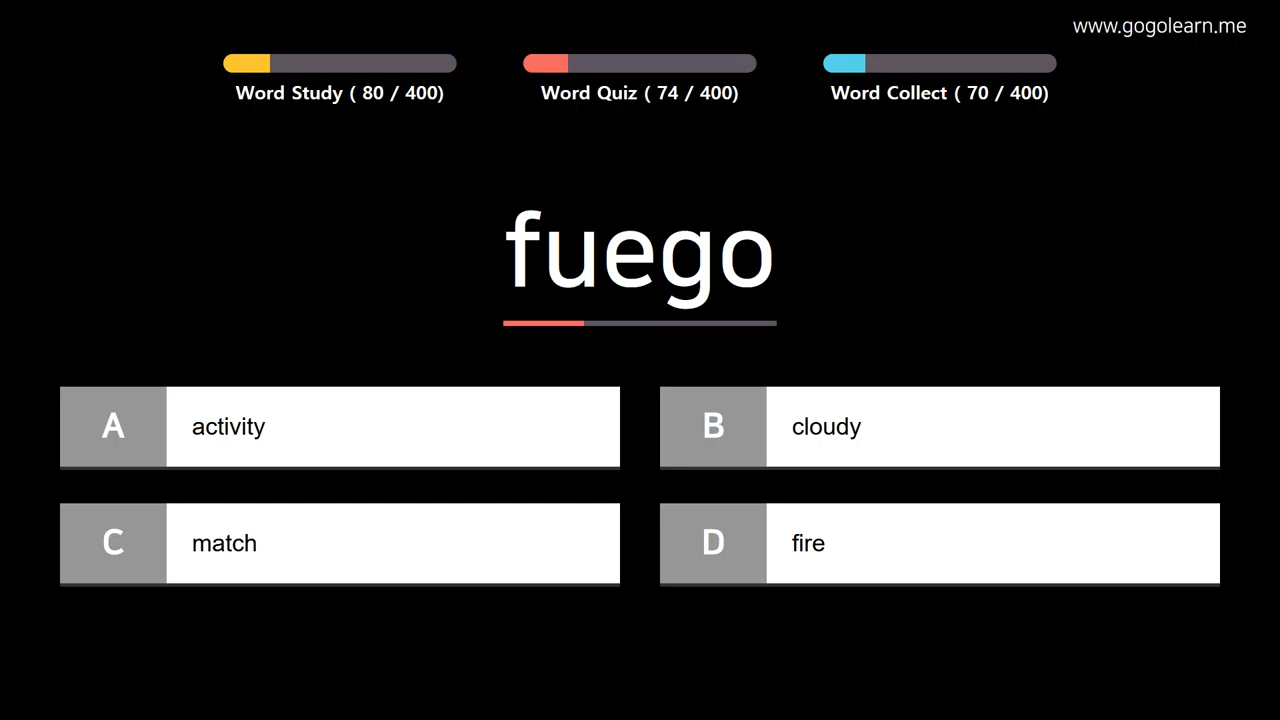 www.gogolearn.me
Word Study ( 80 / 400)
Word Quiz ( 74 / 400)
Word Collect ( 70 / 400)
fuego
A activity
B cloudy
C match
D fire